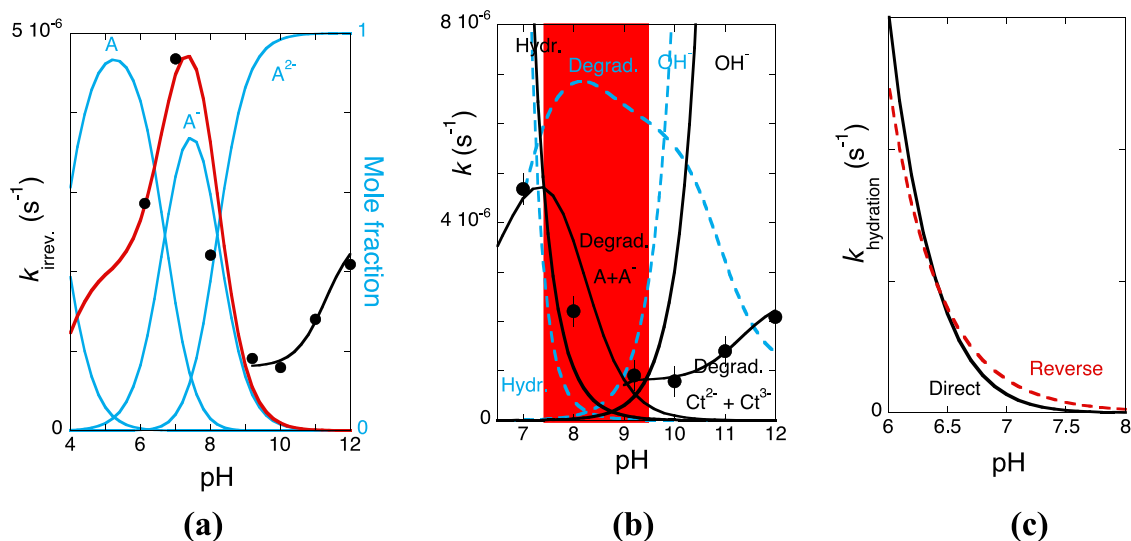 5 10⁻⁶
1
A
A⁻
A²⁻
k irrev. (s⁻¹)
Mole fraction
0
0
4
6
8
10
12
pH
(a)
8 10⁻⁶
Hydr.
Degrad.
OH⁻
OH⁻
k (s⁻¹)
4 10⁻⁶
Degrad.
A+A⁻
Hydr.
Degrad.
Ct²⁻ + Ct³⁻
0
7
8
9
10
11
12
pH
(b)
k hydration (s⁻¹)
Reverse
Direct
0
6
6.5
7
7.5
8
pH
(c)